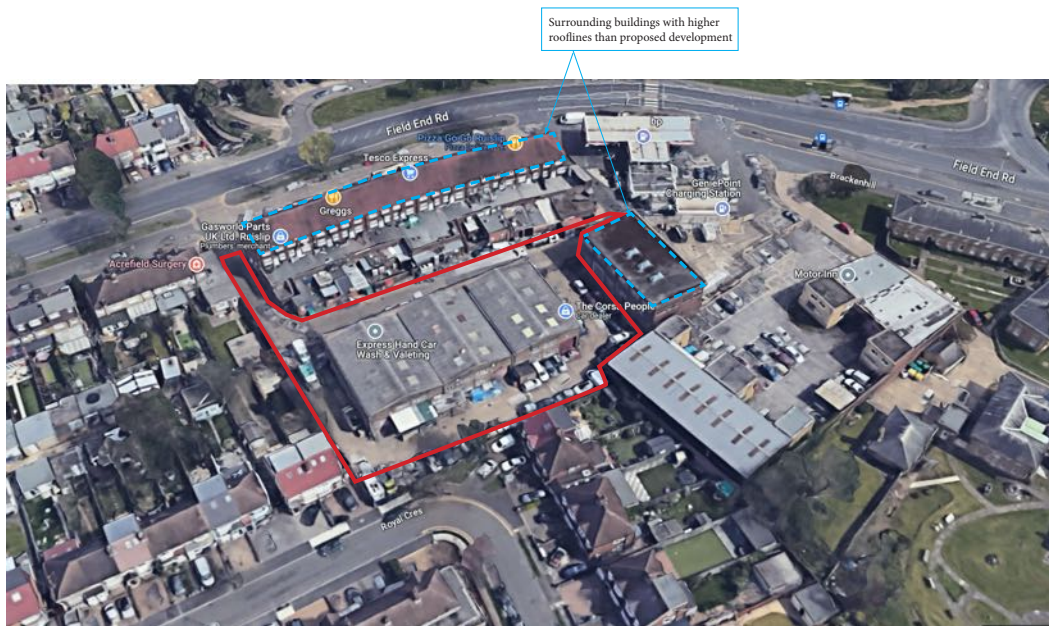 Surrounding buildings with higher
rooflines than proposed development
Field End Rd
bp
Pizza Go Go Ruislip
Tesco Express
Field End Rd
GeniePoint
Charging Station
Brackenhill
Greggs
Gasworld Parts
UK Ltd, Ruislip
Plumbers' merchant
Acrefield Surgery
Motor Inn
The Corsa People
Car dealer
Express Hand Car
Wash & Valeting
Royal Cres